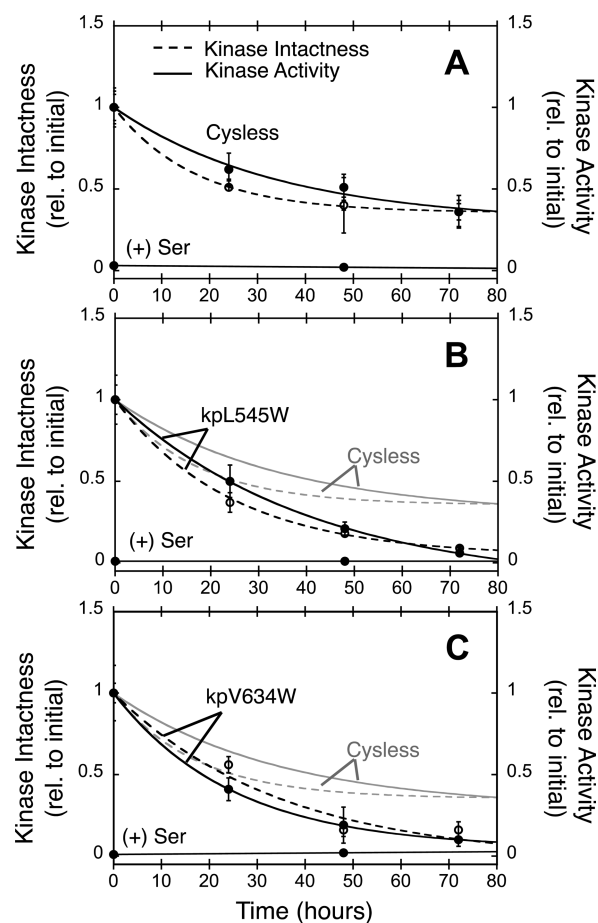 1.5
1
0.5
0
Kinase Intactness
(rel. to initial)
Kinase Intactness
Kinase Activity
A
Cysless
(+) Ser
1.5
1
0.5
0
Kinase Activity
(rel. to initial)
0 10 20 30 40 50 60 70 80
1.5
1
0.5
0
Kinase Intactness
(rel. to initial)
B
kpL545W
Cysless
(+) Ser
1.5
1
0.5
0
Kinase Activity
(rel. to initial)
0 10 20 30 40 50 60 70 80
1.5
1
0.5
0
Kinase Intactness
(rel. to initial)
C
kpV634W
Cysless
(+) Ser
1.5
1
0.5
0
Kinase Activity
(rel. to initial)
0 10 20 30 40 50 60 70 80
Time (hours)